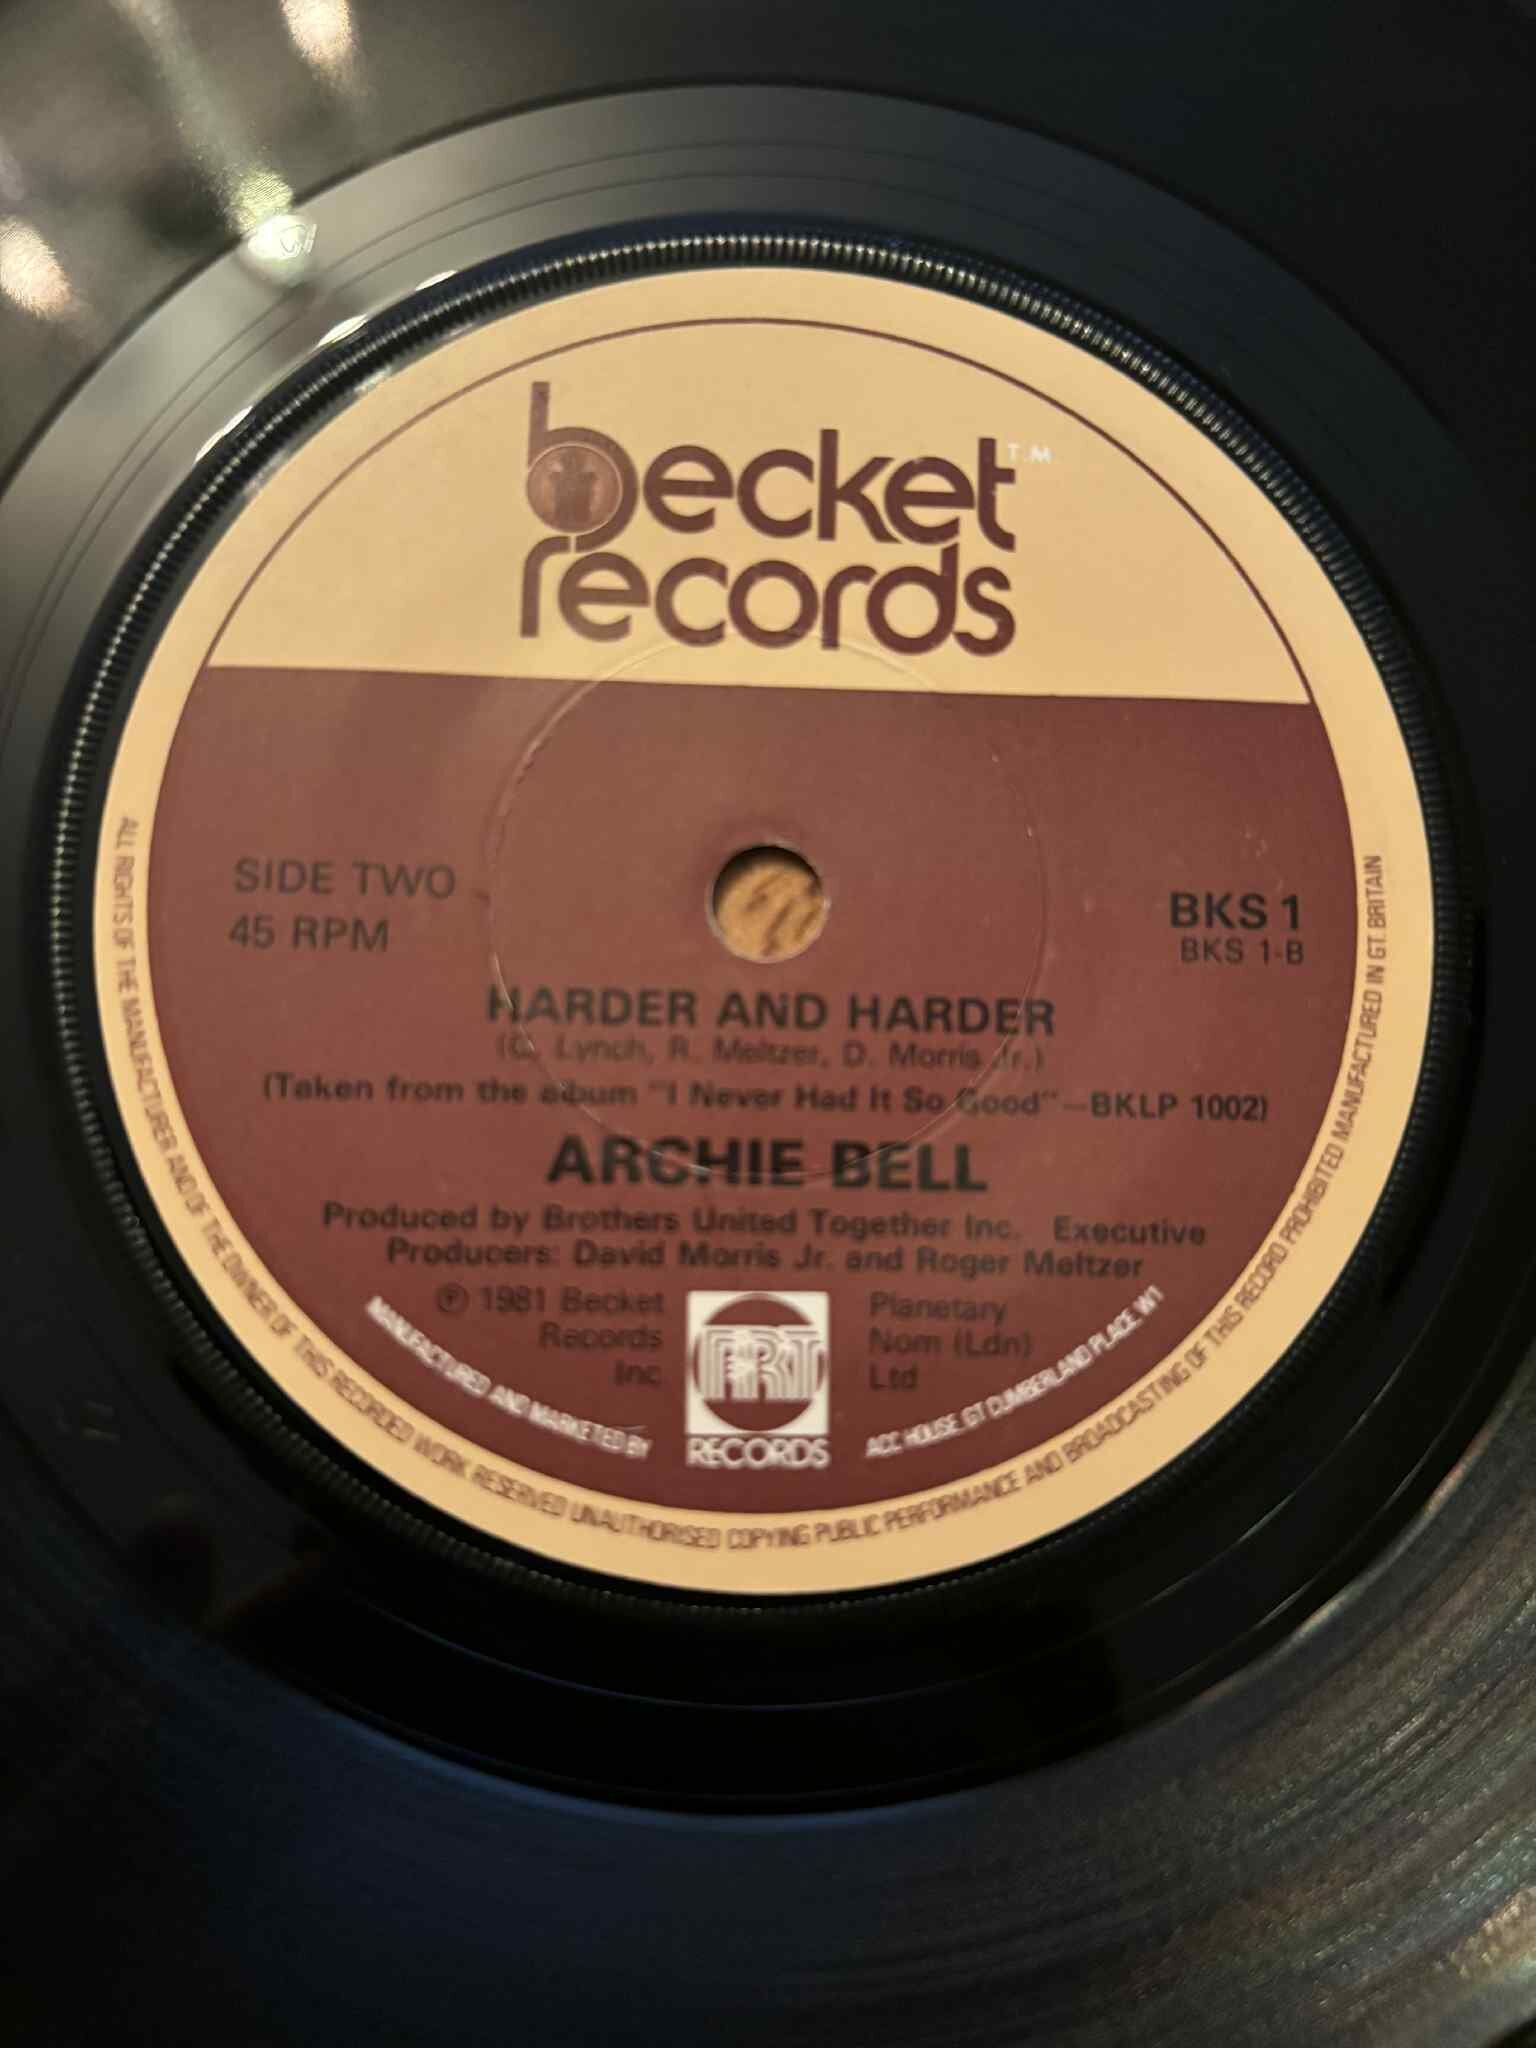 becket T.M.
records
SIDE TWO
45 RPM
BKS 1
BKS 1-B
HARDER AND HARDER
(C. Lynch, R. Meltzer, D. Morris Jr.)
(Taken from the album "I Never Had It So Good"—BKLP 1002)
ARCHIE BELL
Produced by Brothers United Together Inc. Executive
Producers: David Morris Jr. and Roger Meltzer
℗ 1981 Becket
Records
Inc
Planetary
Nom (Ldn)
Ltd
MANUFACTURED AND MARKETED BY
PRT
RECORDS
ACC HOUSE, GT CUMBERLAND PLACE, W1
ALL RIGHTS OF THE MANUFACTURER AND OF THE OWNER OF THIS RECORDED WORK RESERVED UNAUTHORISED COPYING PUBLIC PERFORMANCE AND BROADCASTING OF THIS RECORD PROHIBITED MANUFACTURED IN GT. BRITAIN